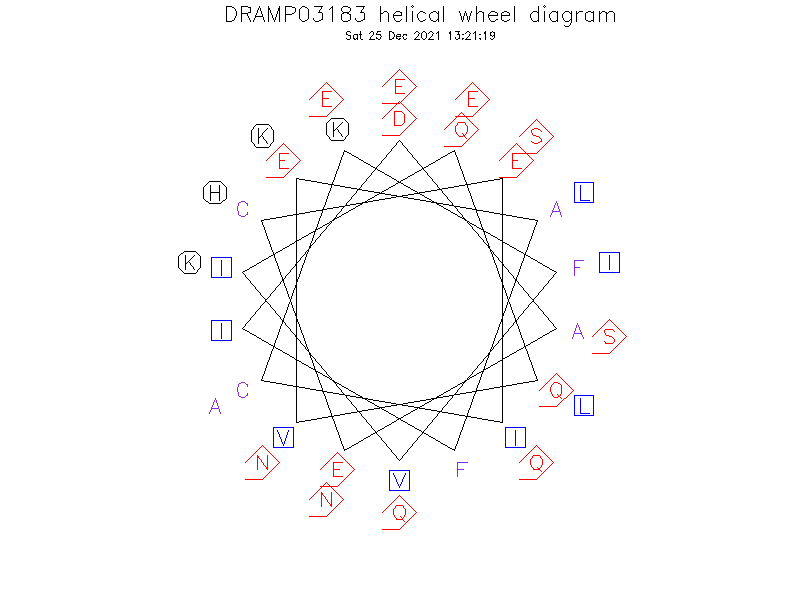 DRAMP03183 helical wheel diagram
Sat 25 Dec 2021 13:21:19
E
E E
D
K Q
K S
E E
H L
C A
K I F I
I A S
C Q
A L
V I
N Q
E F
V
N
Q